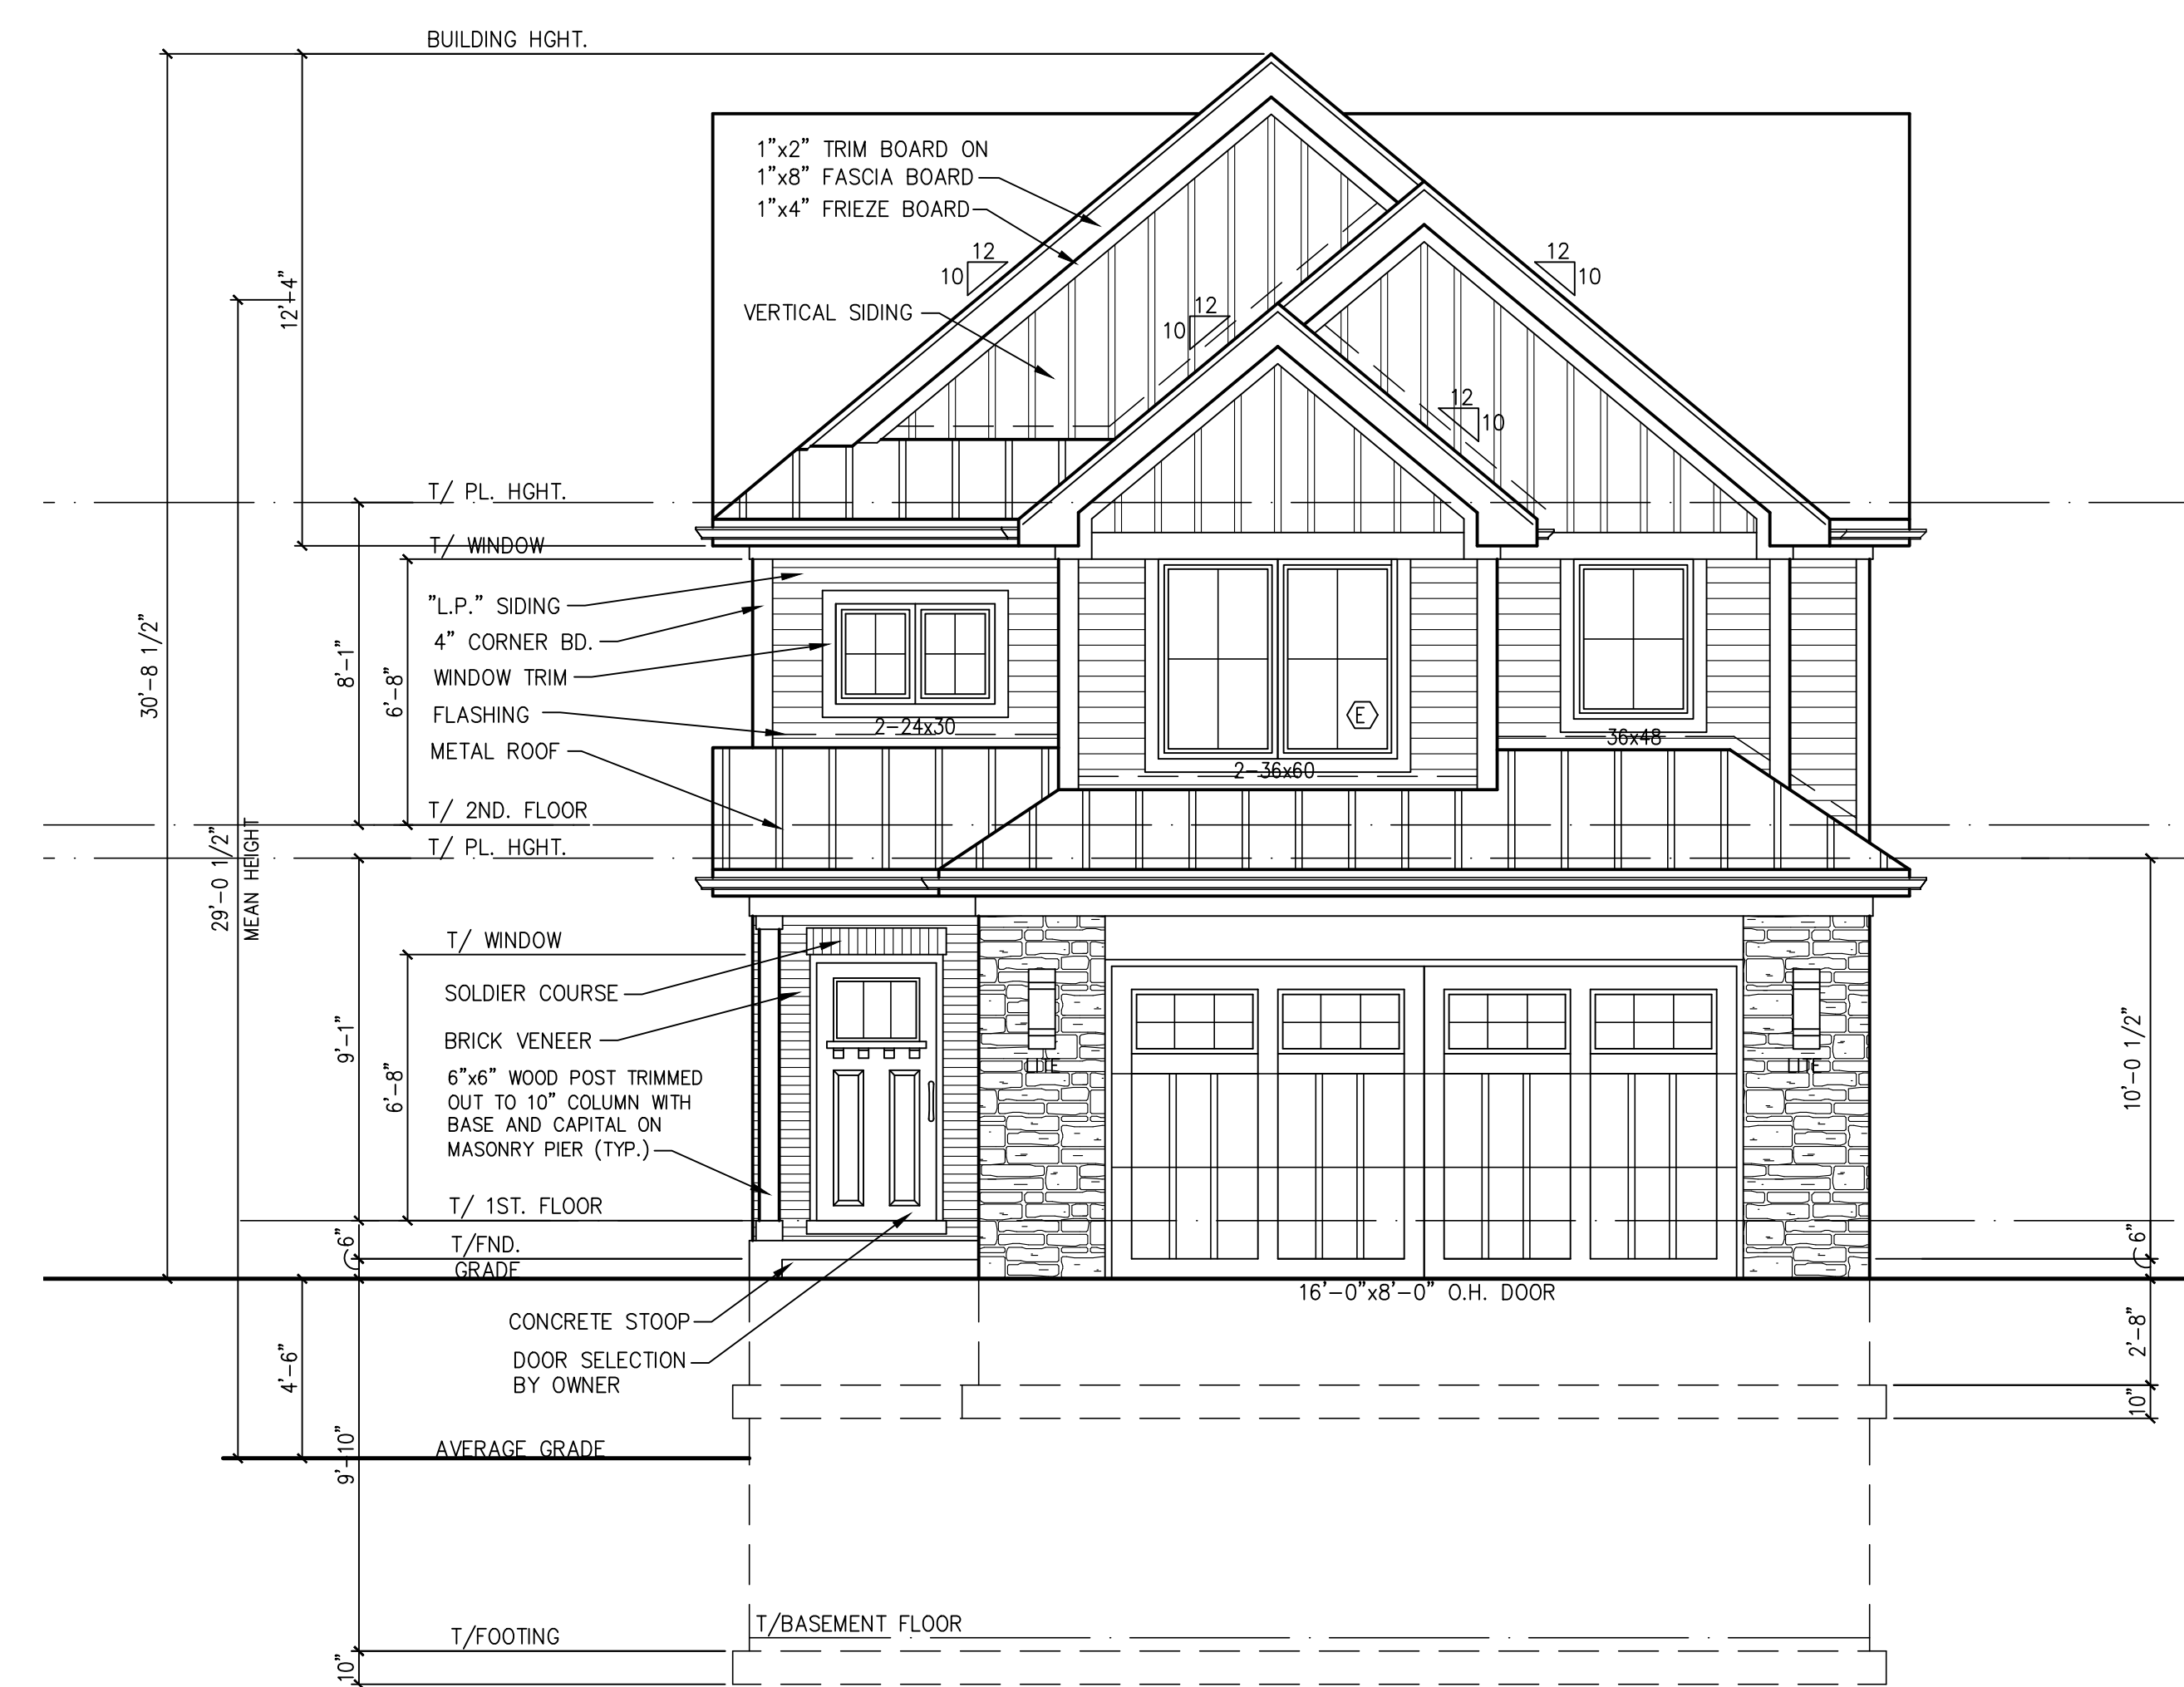 BUILDING HGHT.
1"x2" TRIM BOARD ON
1"x8" FASCIA BOARD
1"x4" FRIEZE BOARD
12
10
12
10
12'-4"
VERTICAL SIDING
12
10
12
10
T/ PL. HGHT.
T/ WINDOW
"L.P." SIDING
4" CORNER BD.
WINDOW TRIM
FLASHING
METAL ROOF
30'-8 1/2"
8'-1"
6'-8"
2-24x30
E
36x48
2-36x60
T/ 2ND. FLOOR
T/ PL. HGHT.
29'-0 1/2"
MEAN HEIGHT
T/ WINDOW
SOLDIER COURSE
BRICK VENEER
6"x6" WOOD POST TRIMMED
OUT TO 10" COLUMN WITH
BASE AND CAPITAL ON
MASONRY PIER (TYP.)
9'-1"
6'-8"
LITE
LITE
10'-0 1/2"
T/ 1ST. FLOOR
6"
T/FND.
GRADE
6"
16'-0"x8'-0" O.H. DOOR
CONCRETE STOOP
DOOR SELECTION
BY OWNER
4'-6"
2'-8"
10"
AVERAGE GRADE
9'-10"
T/BASEMENT FLOOR
T/FOOTING
10"